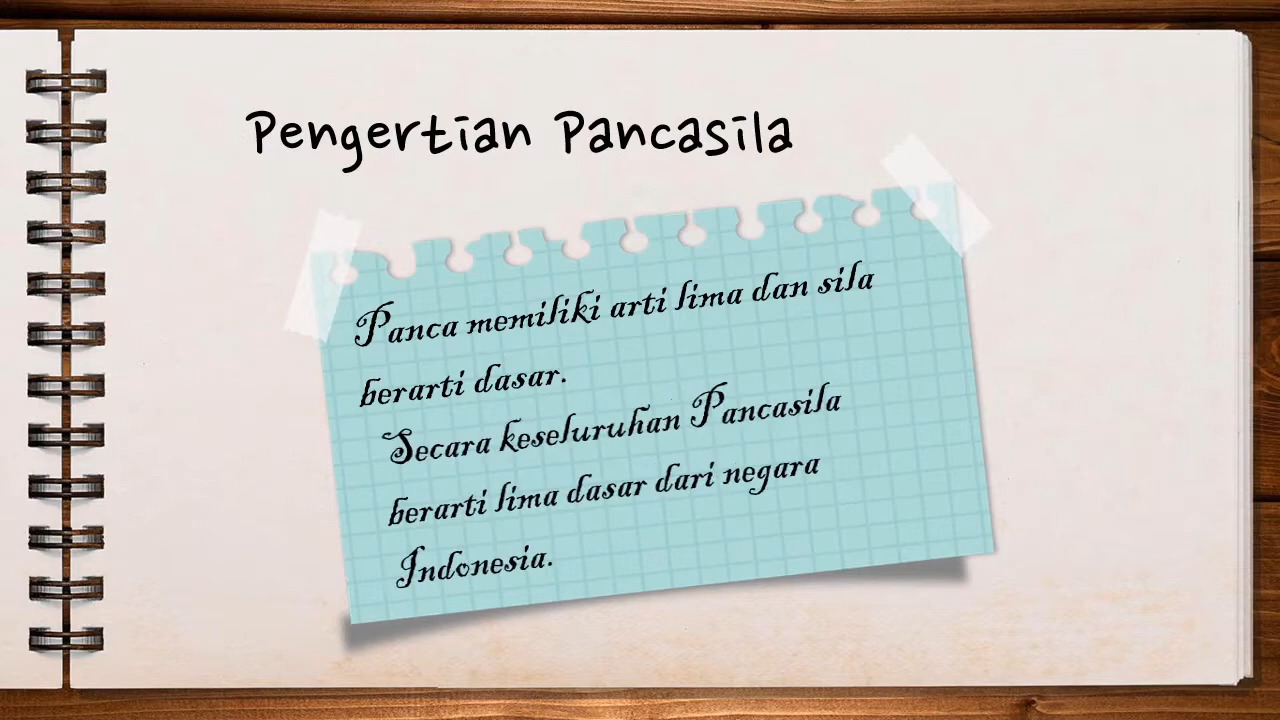 Pengertian Pancasila
Panca memiliki arti lima dan sila
berarti dasar.
Secara keseluruhan Pancasila
berarti lima dasar dari negara
Indonesia.